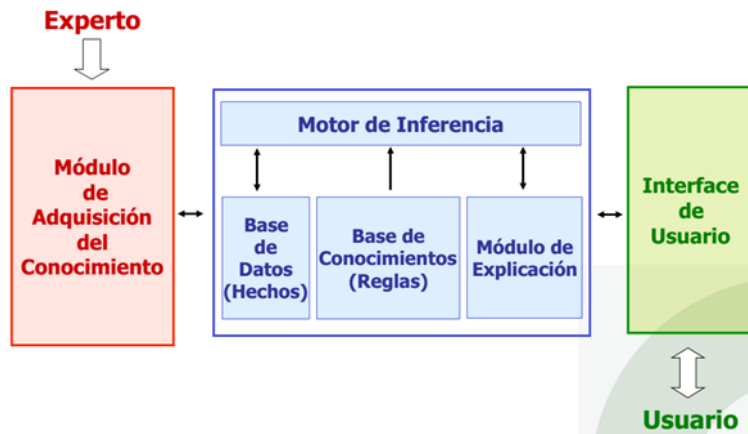 Experto
Módulo
de
Adquisición
del
Conocimiento
Motor de Inferencia
Base
de
Datos
(Hechos)
Base de
Conocimientos
(Reglas)
Módulo de
Explicación
Interface
de
Usuario
Usuario